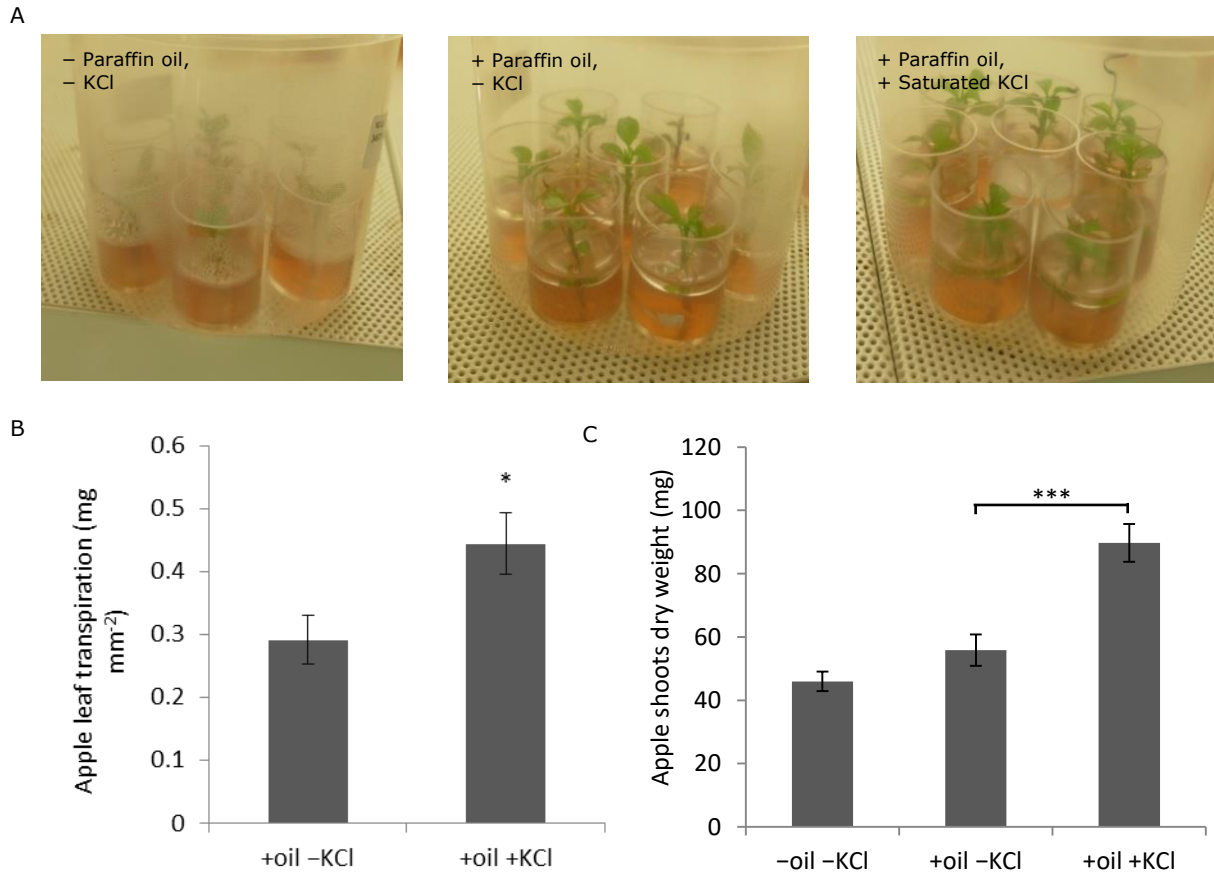 A
− Paraffin oil,
− KCl
+ Paraffin oil,
− KCl
+ Paraffin oil,
+ Saturated KCl
B
Apple leaf transpiration (mg
mm-2)
0.6
0.5
0.4
0.3
0.2
0.1
0
*
+oil −KCl
+oil +KCl
C
Apple shoots dry weight (mg)
120
100
80
60
40
20
0
***
−oil −KCl
+oil −KCl
+oil +KCl